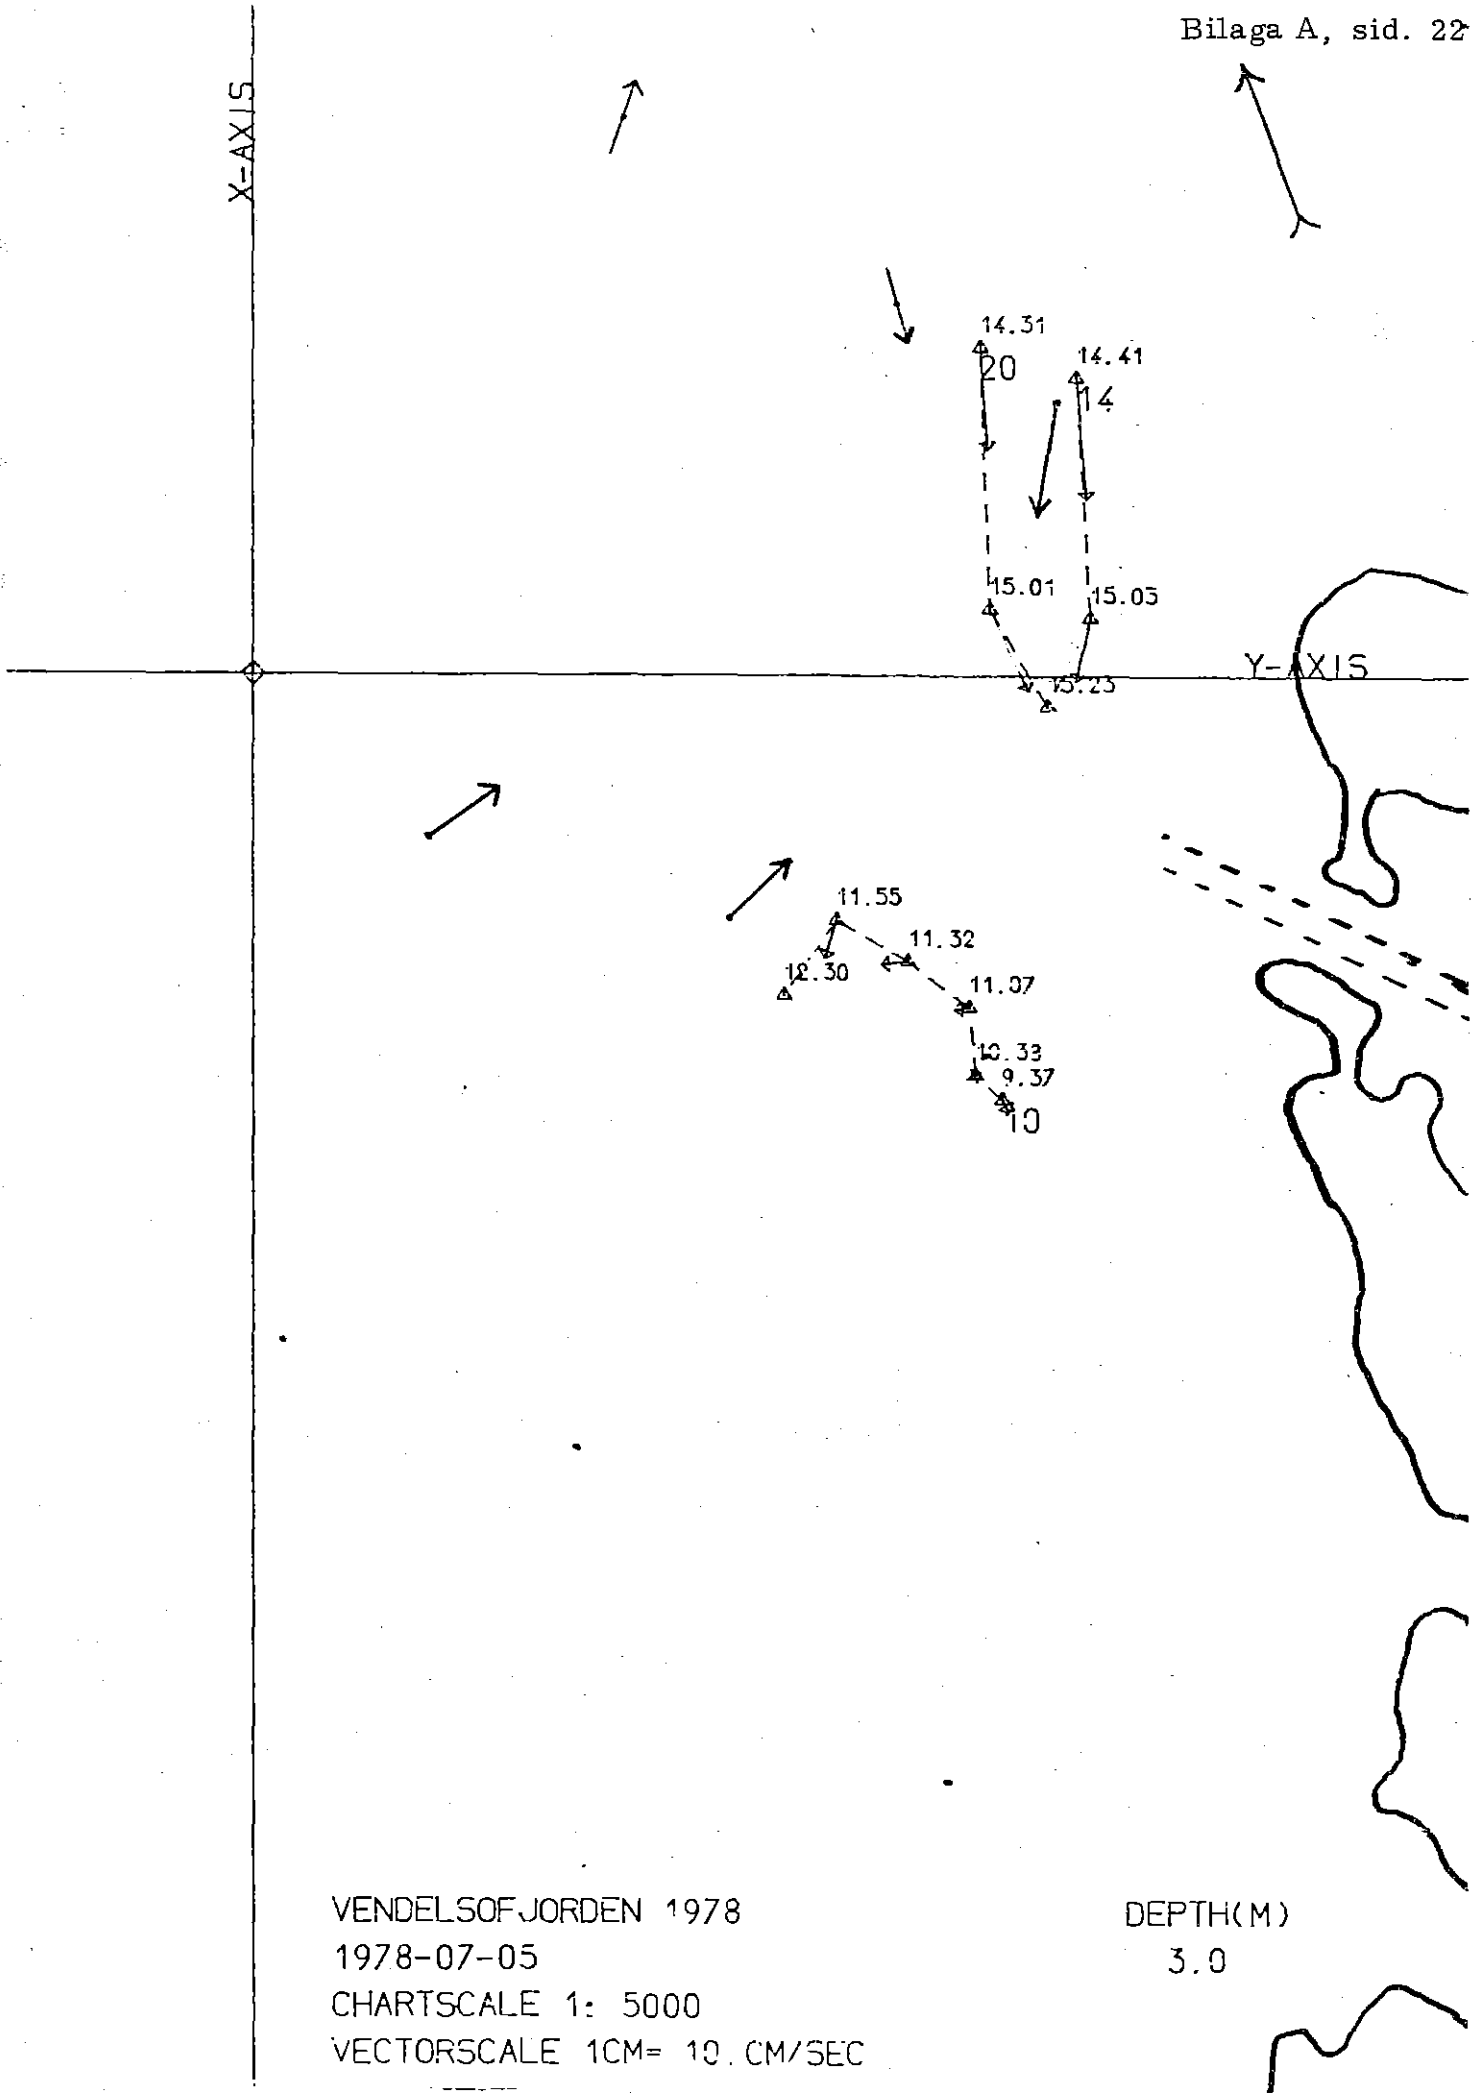 Bilaga A, sid. 22
X-AXIS
14.31
20
14.41
14
15.01
15.03
Y-AXIS
15.23
11.55
11.32
12.30
11.07
10.33
9.37
10
VENDELSOFJORDEN 1978
1978-07-05
CHARTSCALE 1: 5000
VECTORSCALE 1CM= 10. CM/SEC
DEPTH(M)
3.0